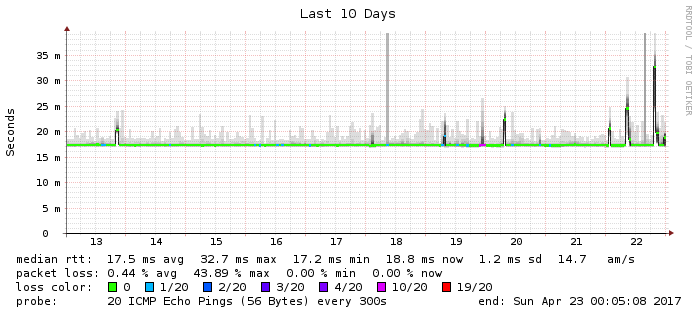 Last 10 Days
RRDTOOL / TOBI OETIKER
Seconds
35 m
30 m
25 m
20 m
15 m
10 m
5 m
0
13 14 15 16 17 18 19 20 21 22
median rtt: 17.5 ms avg 32.7 ms max 17.2 ms min 18.8 ms now 1.2 ms sd 14.7 am/s
packet loss: 0.44 % avg 43.89 % max 0.00 % min 0.00 % now
loss color: 0 1/20 2/20 3/20 4/20 10/20 19/20
probe: 20 ICMP Echo Pings (56 Bytes) every 300s end: Sun Apr 23 00:05:08 2017